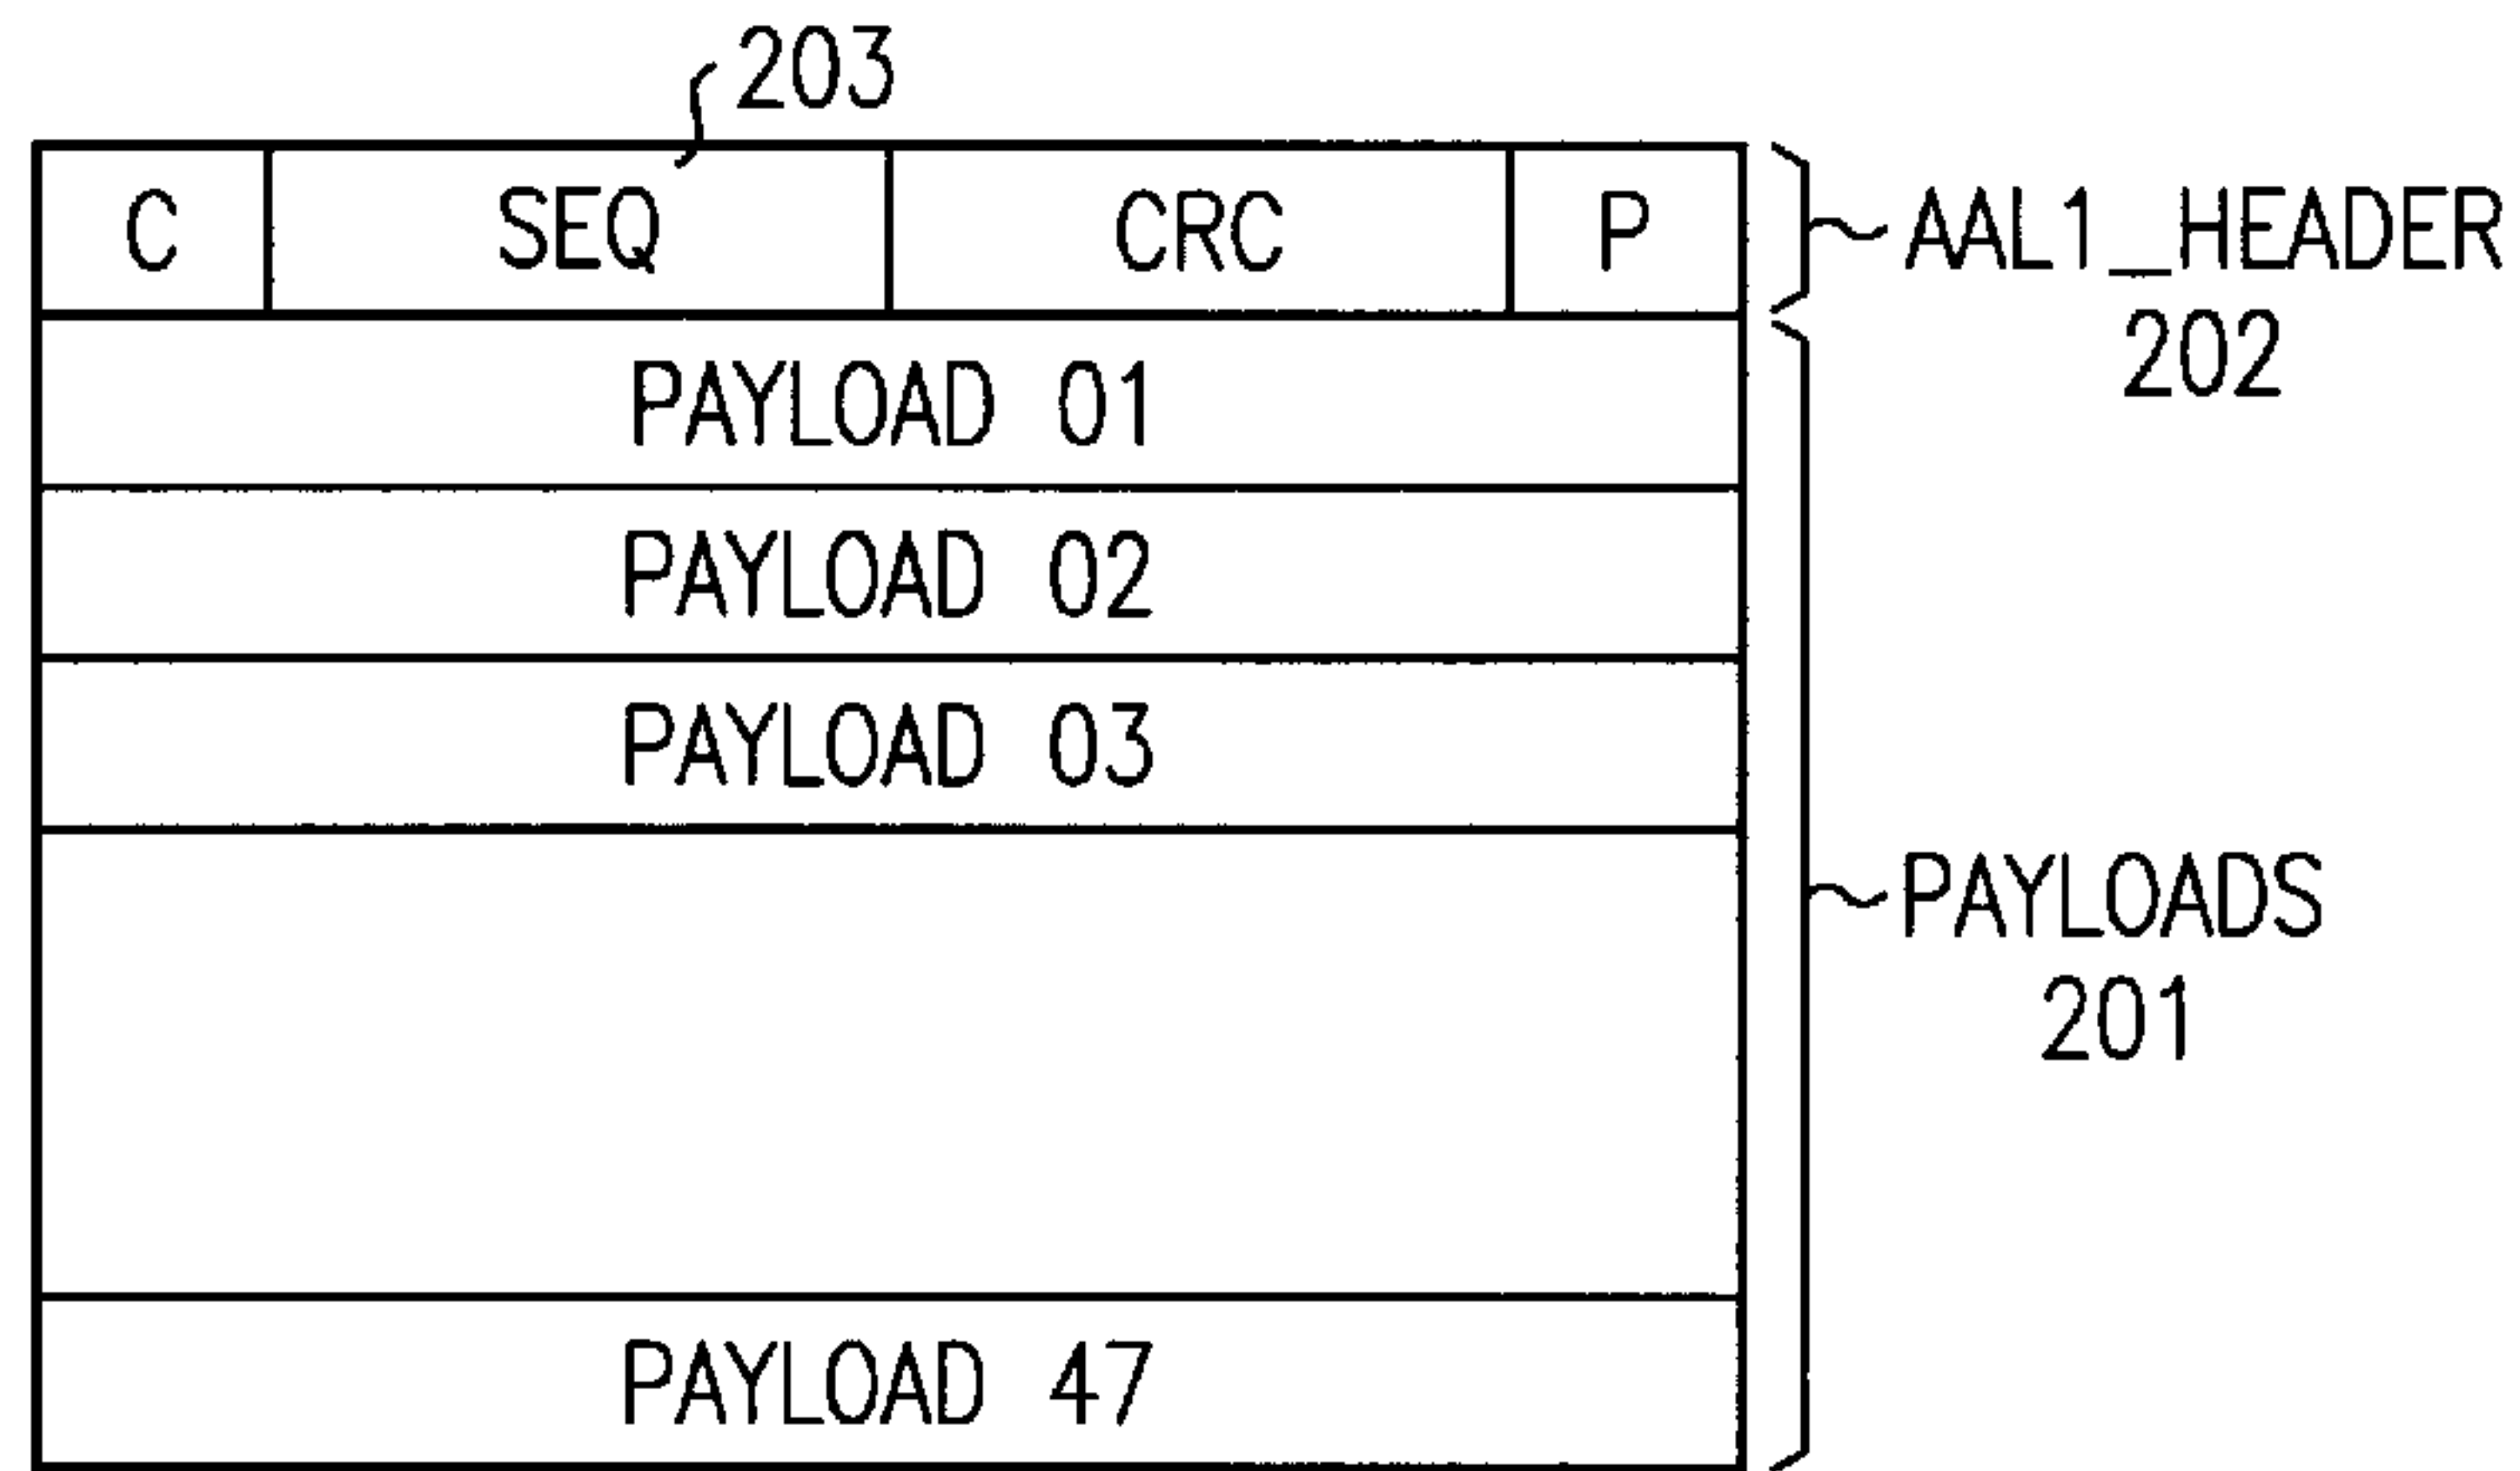 203
C SEQ CRC P AAL1_HEADER
202
PAYLOAD 01
PAYLOAD 02
PAYLOAD 03
PAYLOADS
201
PAYLOAD 47